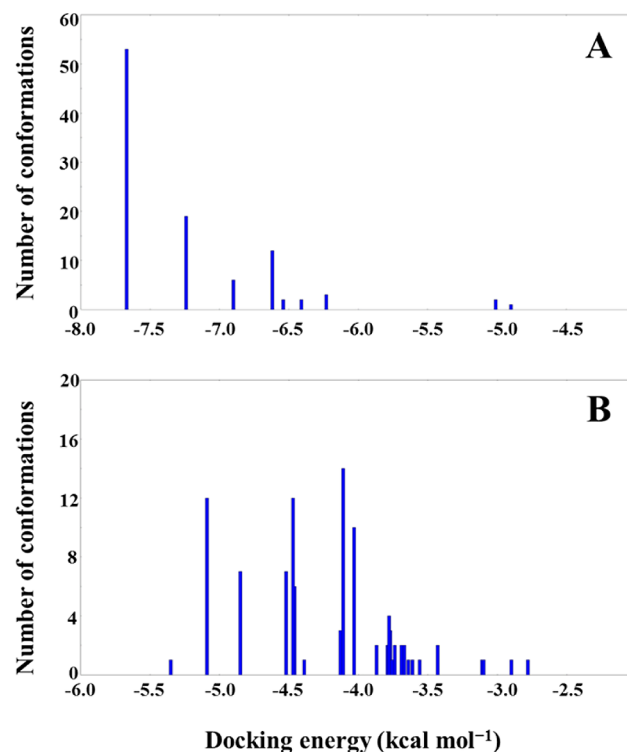 A
Number of conformations
60
50
40
30
20
10
0
-8.0 -7.5 -7.0 -6.5 -6.0 -5.5 -5.0 -4.5
B
Number of conformations
20
16
12
8
4
0
-6.0 -5.5 -5.0 -4.5 -4.0 -3.5 -3.0 -2.5
Docking energy (kcal mol⁻¹)